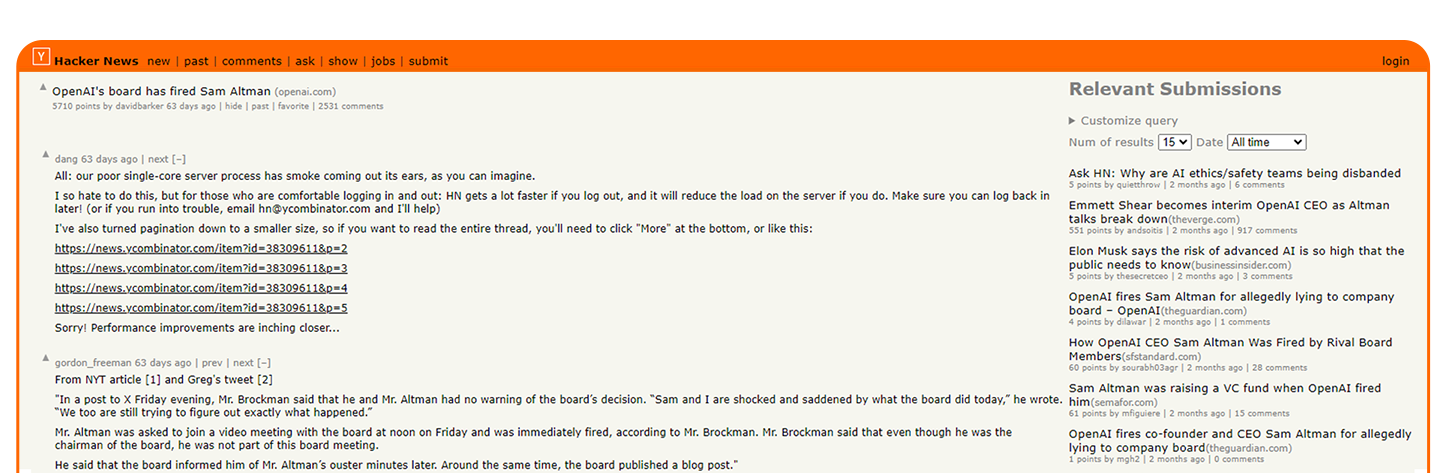 Y Hacker News new | past | comments | ask | show | jobs | submit login
▲ OpenAI's board has fired Sam Altman (openai.com)
5710 points by davidbarker 63 days ago | hide | past | favorite | 2531 comments
▲ dang 63 days ago | next [–]
All: our poor single-core server process has smoke coming out its ears, as you can imagine.
I so hate to do this, but for those who are comfortable logging in and out: HN gets a lot faster if you log out, and it will reduce the load on the server if you do. Make sure you can log back in
later! (or if you run into trouble, email hn@ycombinator.com and I'll help)
I've also turned pagination down to a smaller size, so if you want to read the entire thread, you'll need to click "More" at the bottom, or like this:
https://news.ycombinator.com/item?id=38309611&p=2
https://news.ycombinator.com/item?id=38309611&p=3
https://news.ycombinator.com/item?id=38309611&p=4
https://news.ycombinator.com/item?id=38309611&p=5
Sorry! Performance improvements are inching closer...
▲ gordon_freeman 63 days ago | prev | next [–]
From NYT article [1] and Greg's tweet [2]
"In a post to X Friday evening, Mr. Brockman said that he and Mr. Altman had no warning of the board’s decision. “Sam and I are shocked and saddened by what the board did today,” he wrote.
“We too are still trying to figure out exactly what happened.”
Mr. Altman was asked to join a video meeting with the board at noon on Friday and was immediately fired, according to Mr. Brockman. Mr. Brockman said that even though he was the
chairman of the board, he was not part of this board meeting.
He said that the board informed him of Mr. Altman’s ouster minutes later. Around the same time, the board published a blog post."
Relevant Submissions
▶ Customize query
Num of results 15 Date All time
Ask HN: Why are AI ethics/safety teams being disbanded
5 points by quietthrow | 2 months ago | 6 comments
Emmett Shear becomes interim OpenAI CEO as Altman
talks break down(theverge.com)
551 points by andsoitis | 2 months ago | 917 comments
Elon Musk says the risk of advanced AI is so high that the
public needs to know(businessinsider.com)
5 points by thesecretceo | 2 months ago | 3 comments
OpenAI fires Sam Altman for allegedly lying to company
board – OpenAI(theguardian.com)
4 points by dilawar | 2 months ago | 1 comments
How OpenAI CEO Sam Altman Was Fired by Rival Board
Members(sfstandard.com)
60 points by sourabh03agr | 2 months ago | 28 comments
Sam Altman was raising a VC fund when OpenAI fired
him(semafor.com)
61 points by mfiguiere | 2 months ago | 15 comments
OpenAI fires co-founder and CEO Sam Altman for allegedly
lying to company board(theguardian.com)
1 points by mgh2 | 2 months ago | 0 comments